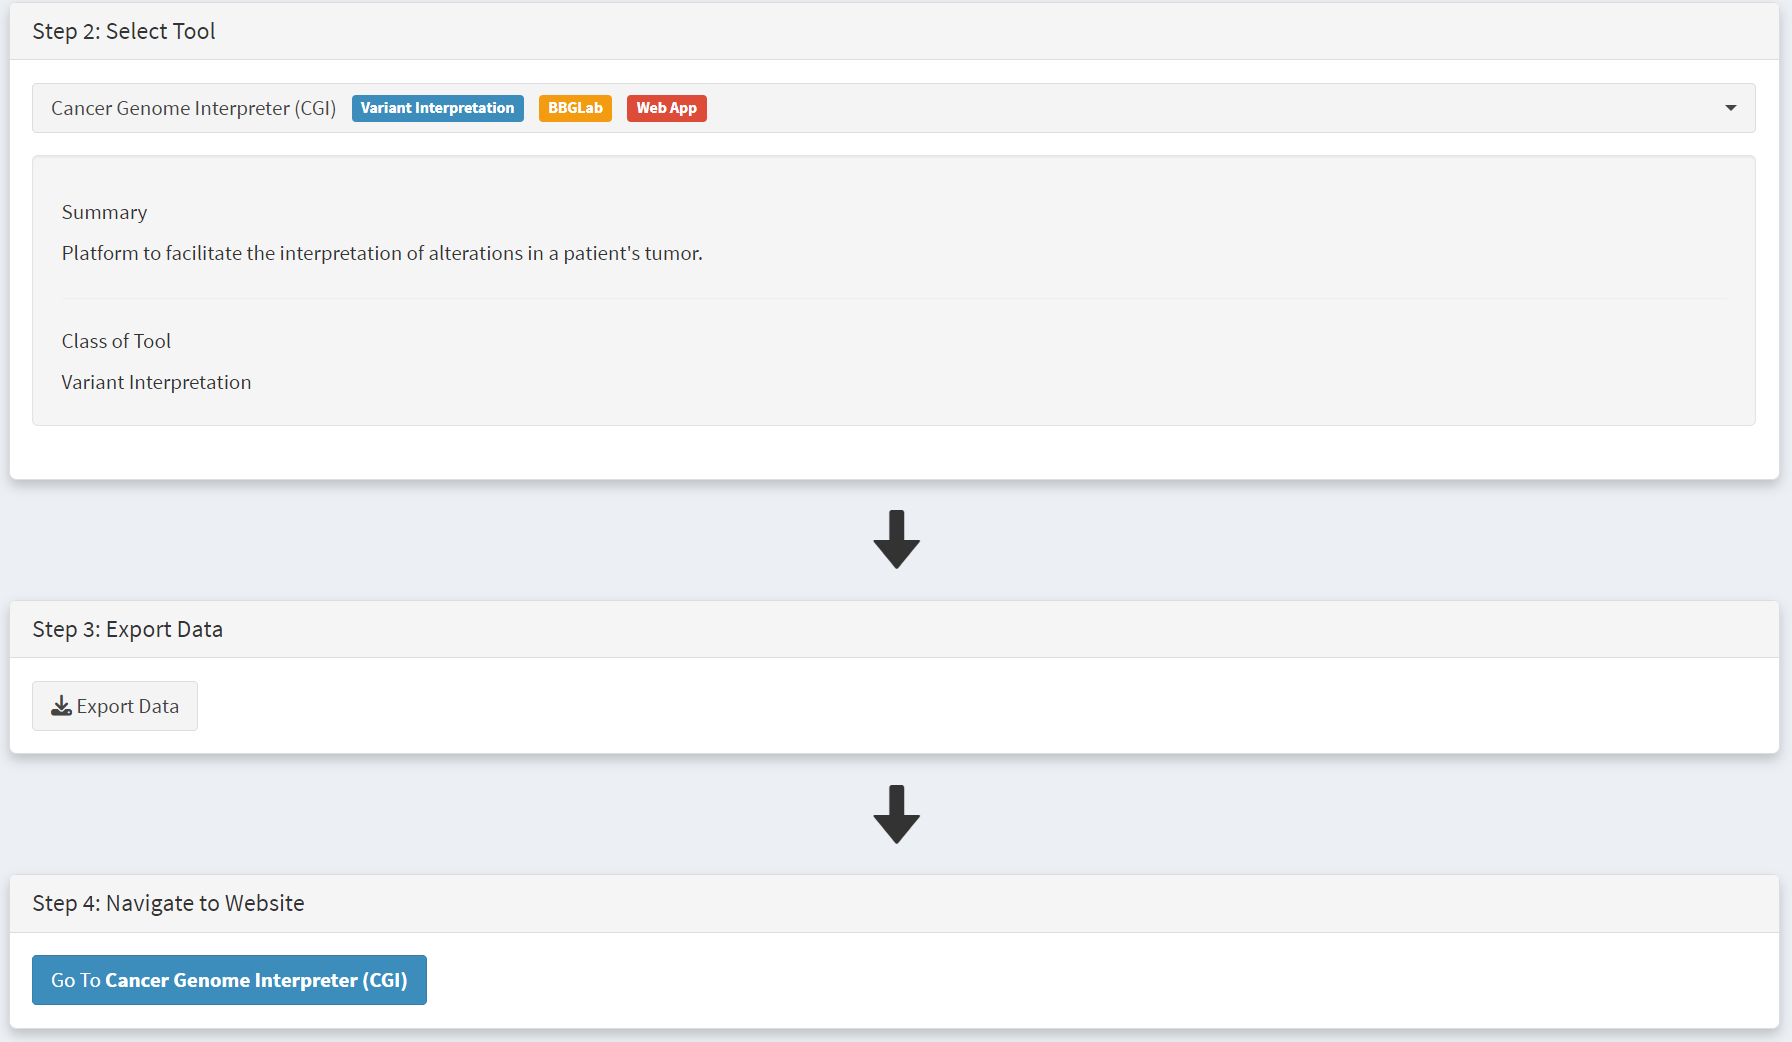 Step 2: Select Tool
Cancer Genome Interpreter (CGI) Variant Interpretation BBGLab Web App
Summary
Platform to facilitate the interpretation of alterations in a patient's tumor.
Class of Tool
Variant Interpretation
Step 3: Export Data
Export Data
Step 4: Navigate to Website
Go To Cancer Genome Interpreter (CGI)